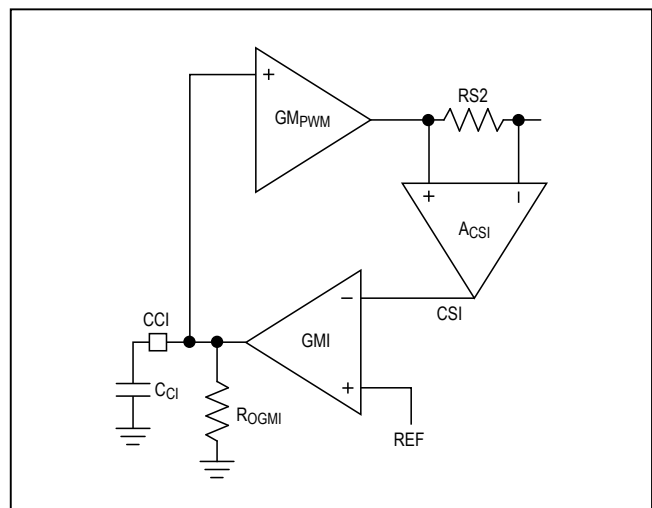 +
GMPWM
RS2
+
−
ACSI
CCI
−
CSI
GMI
CCI
+
ROGMI
REF